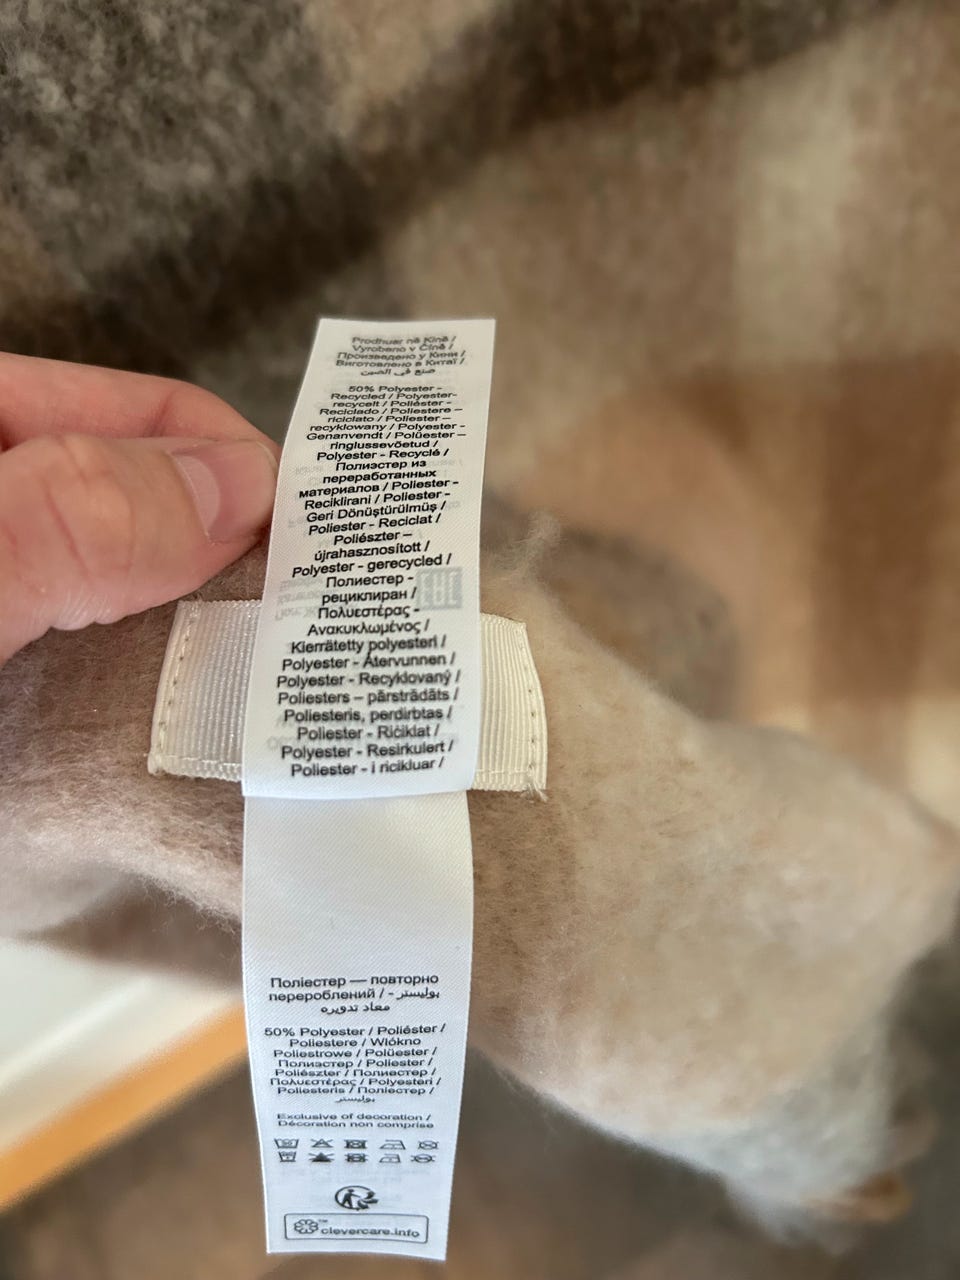 Prodhuar në Kinë /
Vyrobeno v Číně /
Произведено у Кини /
Виготовлено в Китаї /
صنع في الصين
50% Polyester -
Recycled / Polyester-
recycelt / Poliéster -
Reciclado / Poliestere –
riciclato / Poliester –
recyklowany / Polyester -
Genanvendt / Polüester –
ringlussevõetud /
Polyester - Recyclé /
Полиэстер из
переработанных
материалов / Poliester -
Reciklirani / Poliester -
Geri Dönüştürülmüş /
Poliester - Reciclat /
Poliészter –
újrahasznosított /
Polyester - gerecycled /
Полиестер -
рециклиран /
Πολυεστέρας -
Ανακυκλωμένος /
Kierrätetty polyesteri /
Polyester - Återvunnen /
Polyester - Recyklovaný /
Poliesters – pārstrādāts /
Poliesteris, perdirbtas /
Poliester - Ričiklat /
Polyester - Resirkulert /
Poliester - i ricikluar /
Поліестер — повторно
перероблений / بوليستر -
معاد تدويره
50% Polyester / Poliéster /
Poliestere / Włókno
Poliestrowe / Polüester /
Полиэстер / Poliester /
Poliészter / Полиестер /
Πολυεστέρας / Polyesteri /
Poliesteris / Поліестер /
بوليستر
Exclusive of decoration /
Décoration non comprise
clevercare.info